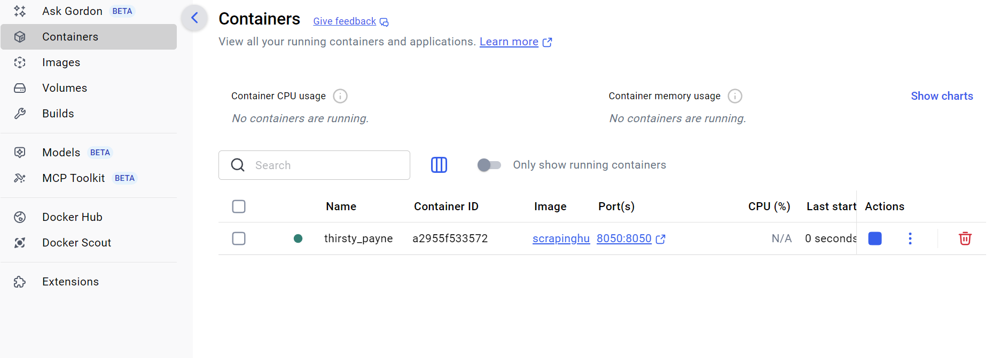 Ask Gordon BETA
Containers
Images
Volumes
Builds
Models BETA
MCP Toolkit BETA
Docker Hub
Docker Scout
Extensions
Containers Give feedback
View all your running containers and applications. Learn more
Container CPU usage
No containers are running.
Container memory usage
No containers are running.
Show charts
Search
Only show running containers
Name Container ID Image Port(s) CPU (%) Last start Actions
thirsty_payne a2955f533572 scrapinghu 8050:8050 N/A 0 seconds